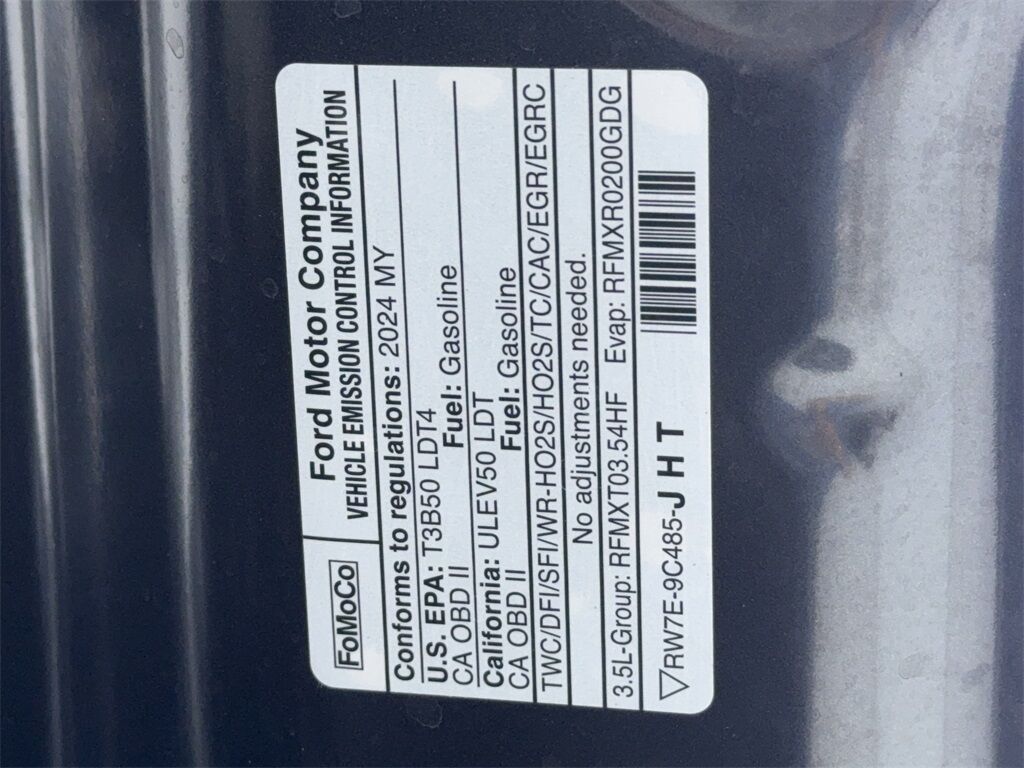 FoMoCo
Ford Motor Company
VEHICLE EMISSION CONTROL INFORMATION
Conforms to regulations: 2024 MY
U.S. EPA: T3B50 LDT4
CA OBD II Fuel: Gasoline
California: ULEV50 LDT
CA OBD II Fuel: Gasoline
TWC/DFI/SFI/WR-HO2S/HO2S/TC/CAC/EGR/EGRC
No adjustments needed.
3.5L-Group: RFMXT03.54HF Evap: RFMXR0200GDG
RW7E-9C485-J H T